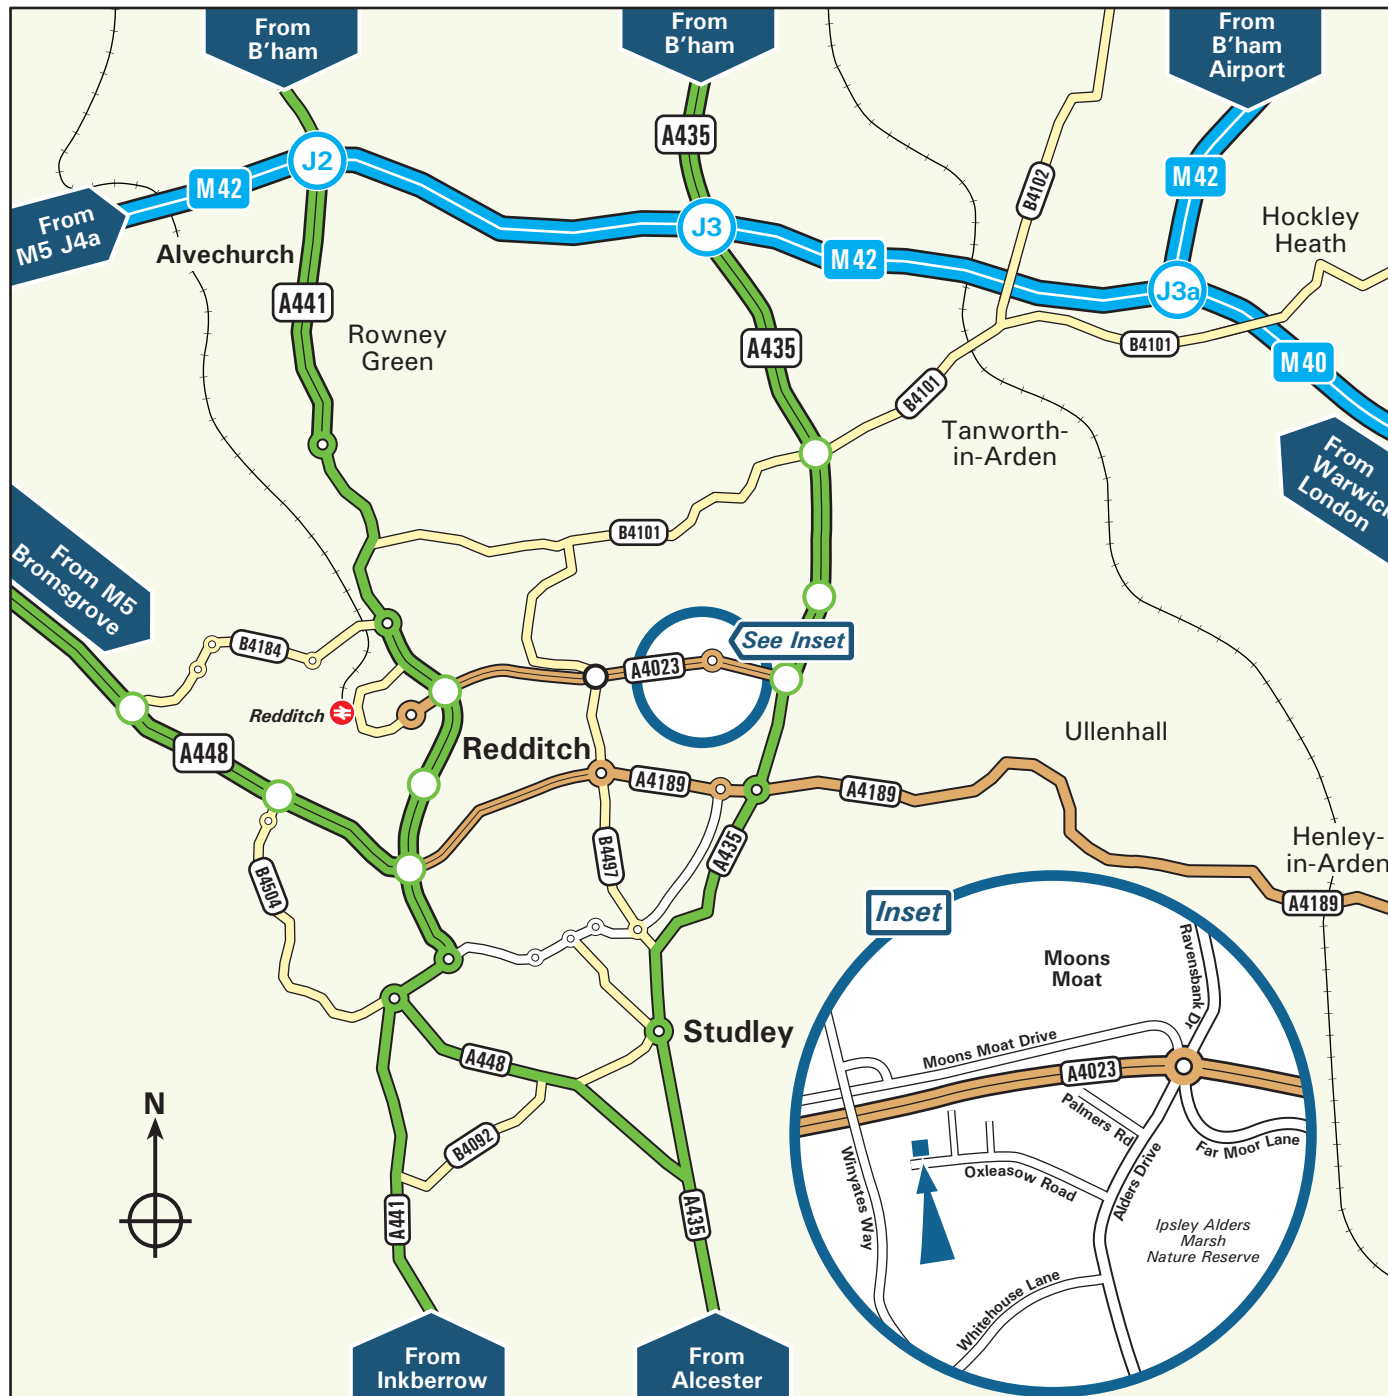 From
B'ham
From
B'ham
From
B'ham
Airport
A435
J2
M42
M42
B4102
From
M5 J4a
J3
Hockley
Heath
Alvechurch
M42
J3a
A441
Rowney
Green
A435
B4101
M40
B4101
Tanworth-
in-Arden
From
Warwick
London
B4101
From M5
Bromsgrove
B4184
See Inset
A4023
Redditch
Ullenhall
A448
Redditch
A4189
A4189
Henley-
in-Arden
A435
B4497
B4504
A4189
Inset
Moons
Moat
Ravensbank Dr
Studley
Moons Moat Drive
A4023
A448
Palmers Rd
N
B4092
Far Moor Lane
Winyates Way
Oxleasow Road
Alders Drive
A441
A435
Ipsley Alders
Marsh
Nature Reserve
Whitehouse Lane
From
Inkberrow
From
Alcester